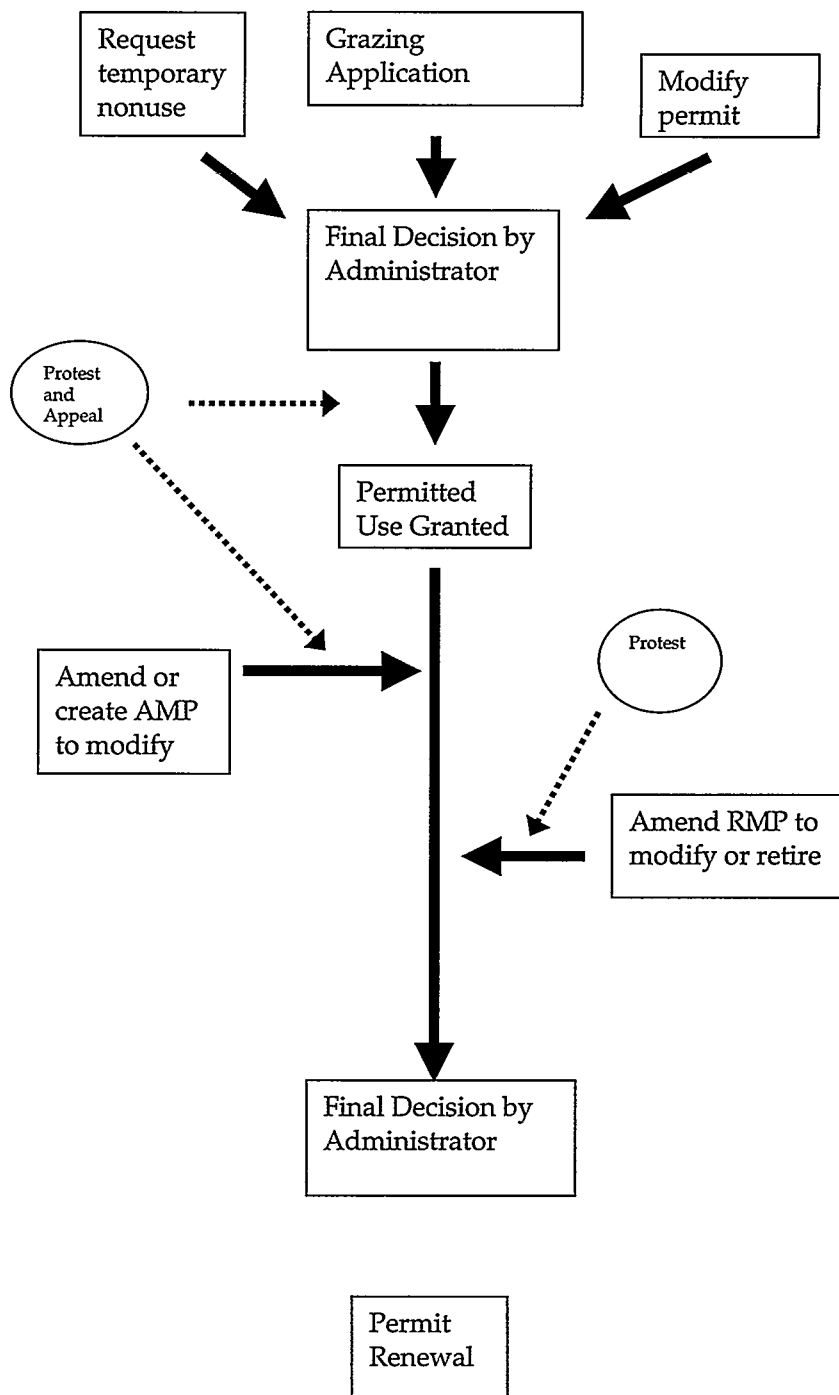 Request
temporary
nonuse
Grazing
Application
Modify
permit
Final Decision by
Administrator
Protest
and
Appeal
Permitted
Use Granted
Protest
Amend or
create AMP
to modify
Amend RMP to
modify or retire
Final Decision by
Administrator
Permit
Renewal